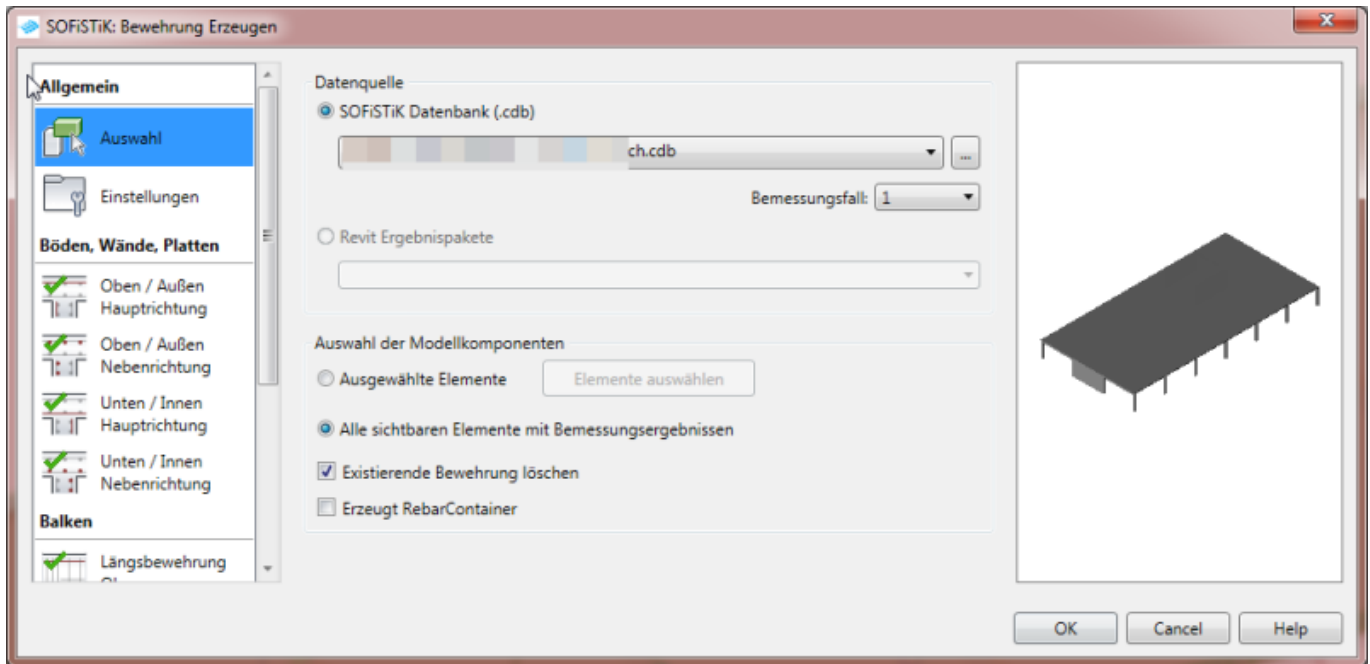 SOFiSTiK: Bewehrung Erzeugen
Allgemein
Auswahl
Einstellungen
Böden, Wände, Platten
Oben / Außen
Hauptrichtung
Oben / Außen
Nebenrichtung
Unten / Innen
Hauptrichtung
Unten / Innen
Nebenrichtung
Balken
Längsbewehrung
Datenquelle
SOFiSTiK Datenbank (.cdb)
ch.cdb
...
Bemessungsfall: 1
Revit Ergebnispakete
Auswahl der Modellkomponenten
Ausgewählte Elemente
Elemente auswählen
Alle sichtbaren Elemente mit Bemessungsergebnissen
Existierende Bewehrung löschen
Erzeugt RebarContainer
OK
Cancel
Help